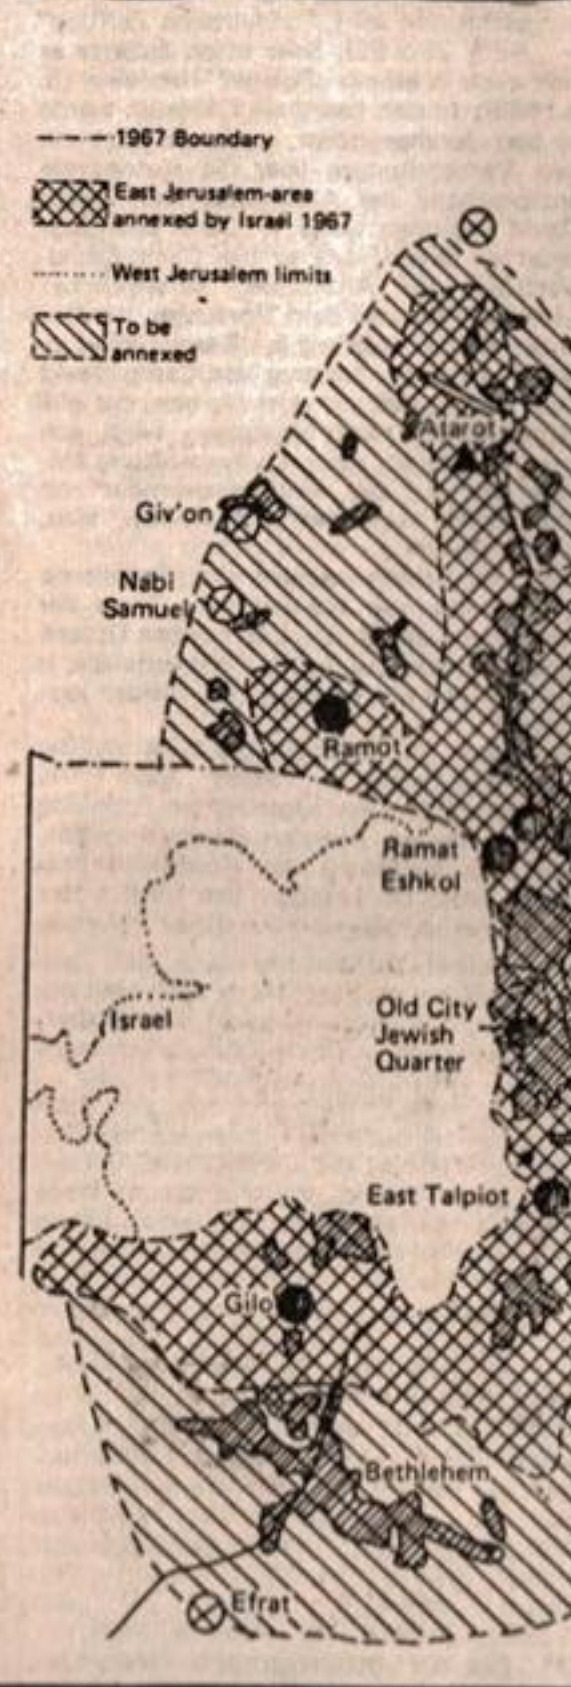 1967 Boundary
East Jerusalem-area
annexed by Israel 1967
West Jerusalem limits
To be
annexed
Atarot
Giv'on
Nabi
Samuel
Ramot
Ramat
Eshkol
Old City
Jewish
Quarter
Israel
East Talpiot
Gilo
Bethlehem
Efrat